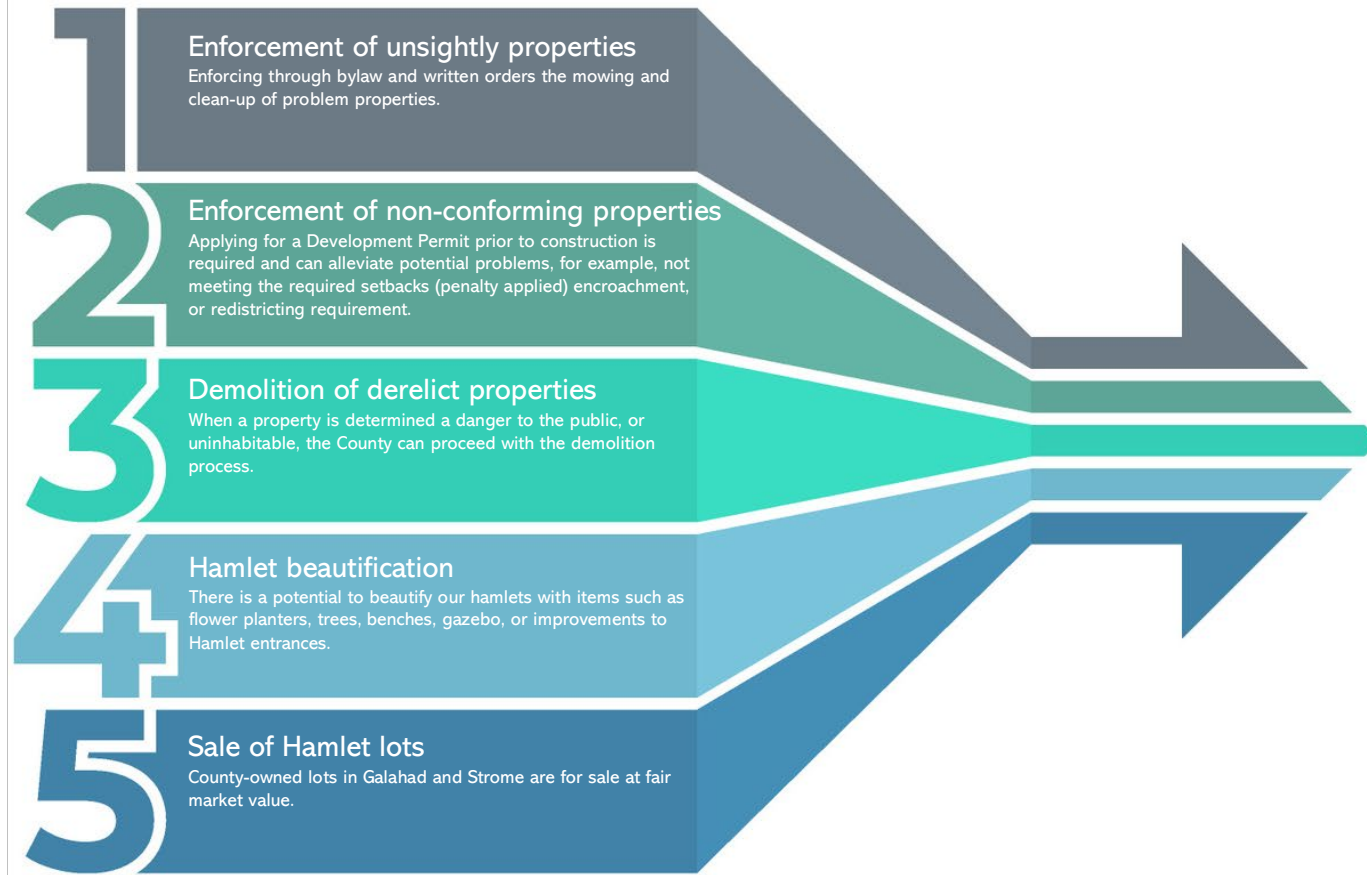 1
Enforcement of unsightly properties
Enforcing through bylaw and written orders the mowing and
clean-up of problem properties.
2
Enforcement of non-conforming properties
Applying for a Development Permit prior to construction is
required and can alleviate potential problems, for example, not
meeting the required setbacks (penalty applied) encroachment,
or redistricting requirement.
3
Demolition of derelict properties
When a property is determined a danger to the public, or
uninhabitable, the County can proceed with the demolition
process.
4
Hamlet beautification
There is a potential to beautify our hamlets with items such as
flower planters, trees, benches, gazebo, or improvements to
Hamlet entrances.
5
Sale of Hamlet lots
County-owned lots in Galahad and Strome are for sale at fair
market value.